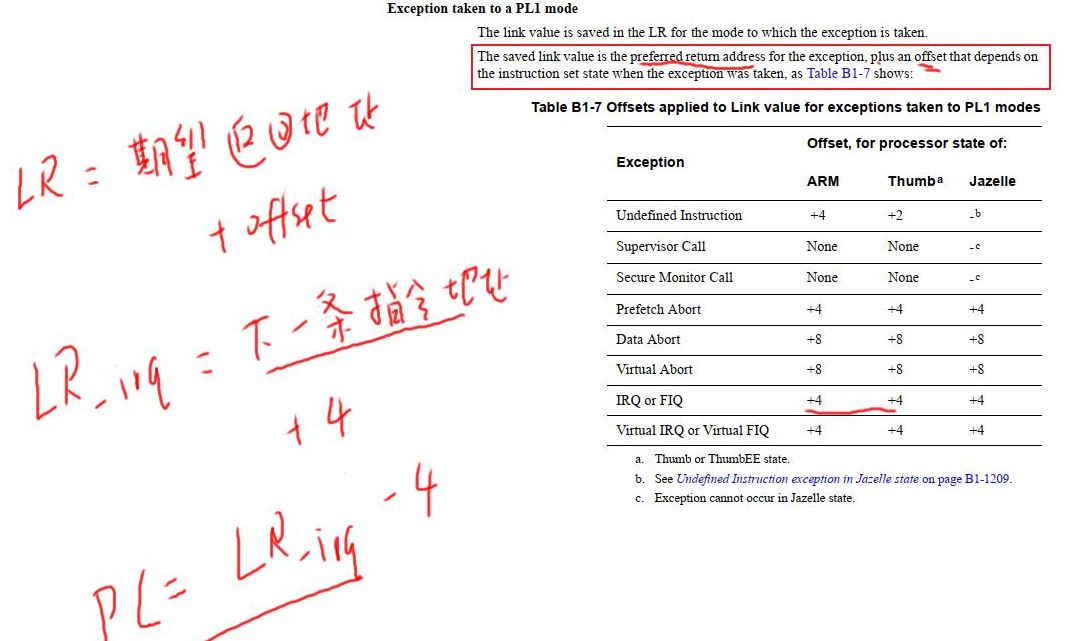 Exception taken to a PL1 mode
The link value is saved in the LR for the mode to which the exception is taken.
The saved link value is the preferred return address for the exception, plus an offset that depends on
the instruction set state when the exception was taken, as Table B1-7 shows:
Table B1-7 Offsets applied to Link value for exceptions taken to PL1 modes
Offset, for processor state of:
Exception
ARM Thumb a Jazelle
Undefined Instruction +4 +2 -b
Supervisor Call None None -c
Secure Monitor Call None None -c
Prefetch Abort +4 +4 +4
Data Abort +8 +8 +8
Virtual Abort +8 +8 +8
IRQ or FIQ +4 +4 +4
Virtual IRQ or Virtual FIQ +4 +4 +4
a. Thumb or ThumbEE state.
b. See Undefined Instruction exception in Jazelle state on page B1-1209.
c. Exception cannot occur in Jazelle state.
LR = 期望返回地址
+ offset
LR_irq = 下一条指令地址
+ 4
PC = LR_irq - 4